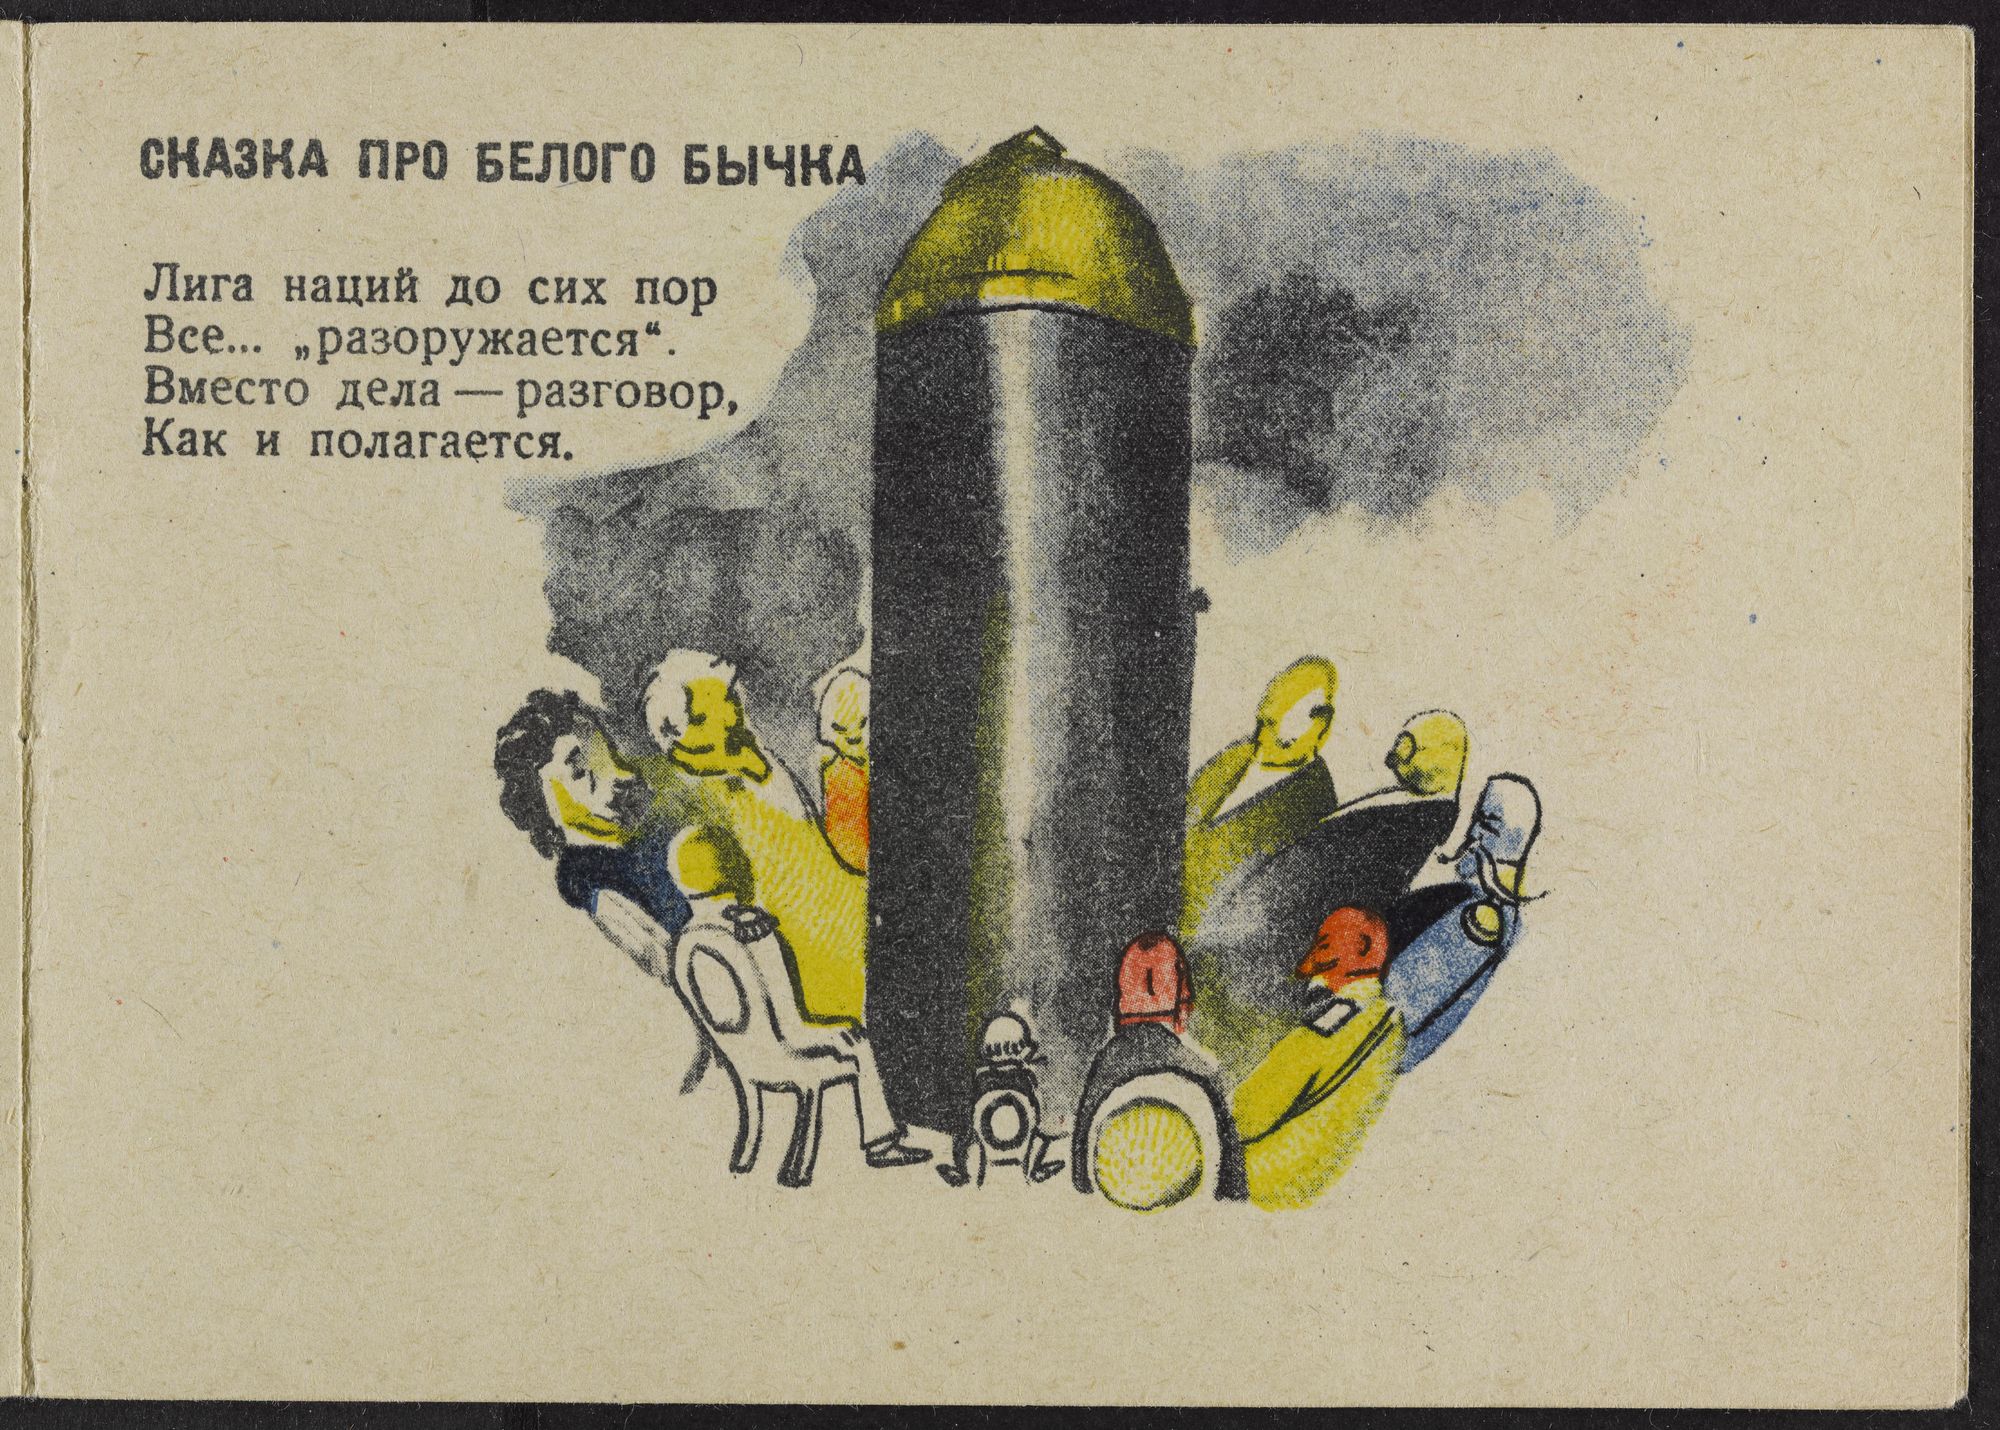 СКАЗКА ПРО БЕЛОГО БЫЧКА
Лига наций до сих пор
Все... „разоружается“.
Вместо дела — разговор,
Как и полагается.